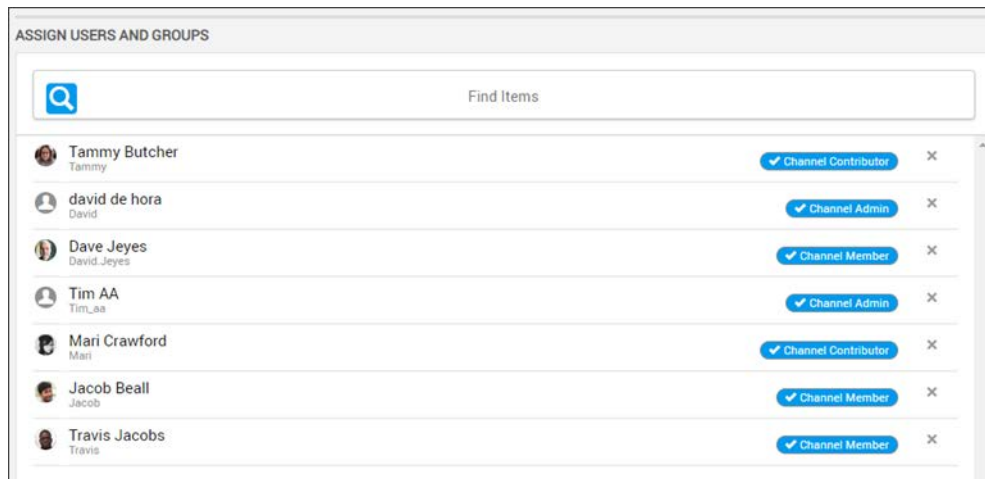 ASSIGN USERS AND GROUPS
Find Items
Tammy Butcher
Tammy
Channel Contributor
david de hora
David
Channel Admin
Dave Jeyes
David.Jeyes
Channel Member
Tim AA
Tim_aa
Channel Admin
Mari Crawford
Mari
Channel Contributor
Jacob Beall
Jacob
Channel Member
Travis Jacobs
Travis
Channel Member